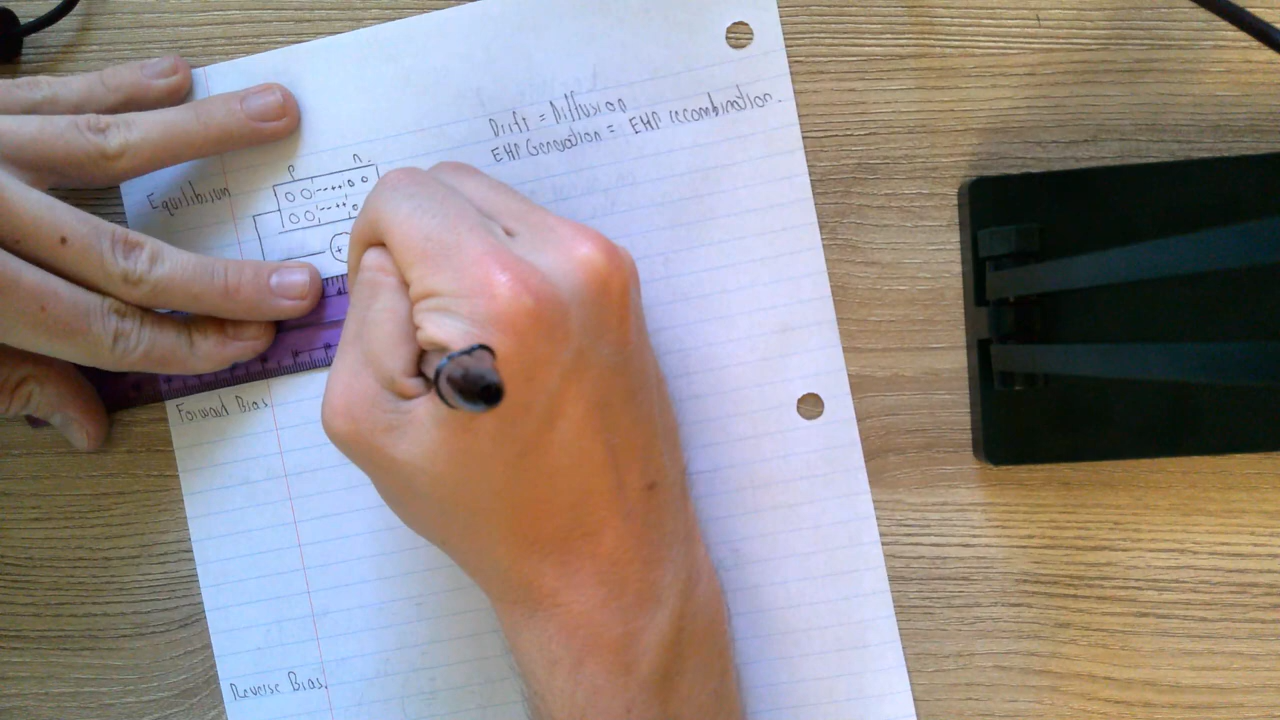 Drift = Diffusion
EHP Generation = EHP recombination.
p n.
Equilibrium
Forward Bias
Reverse Bias.